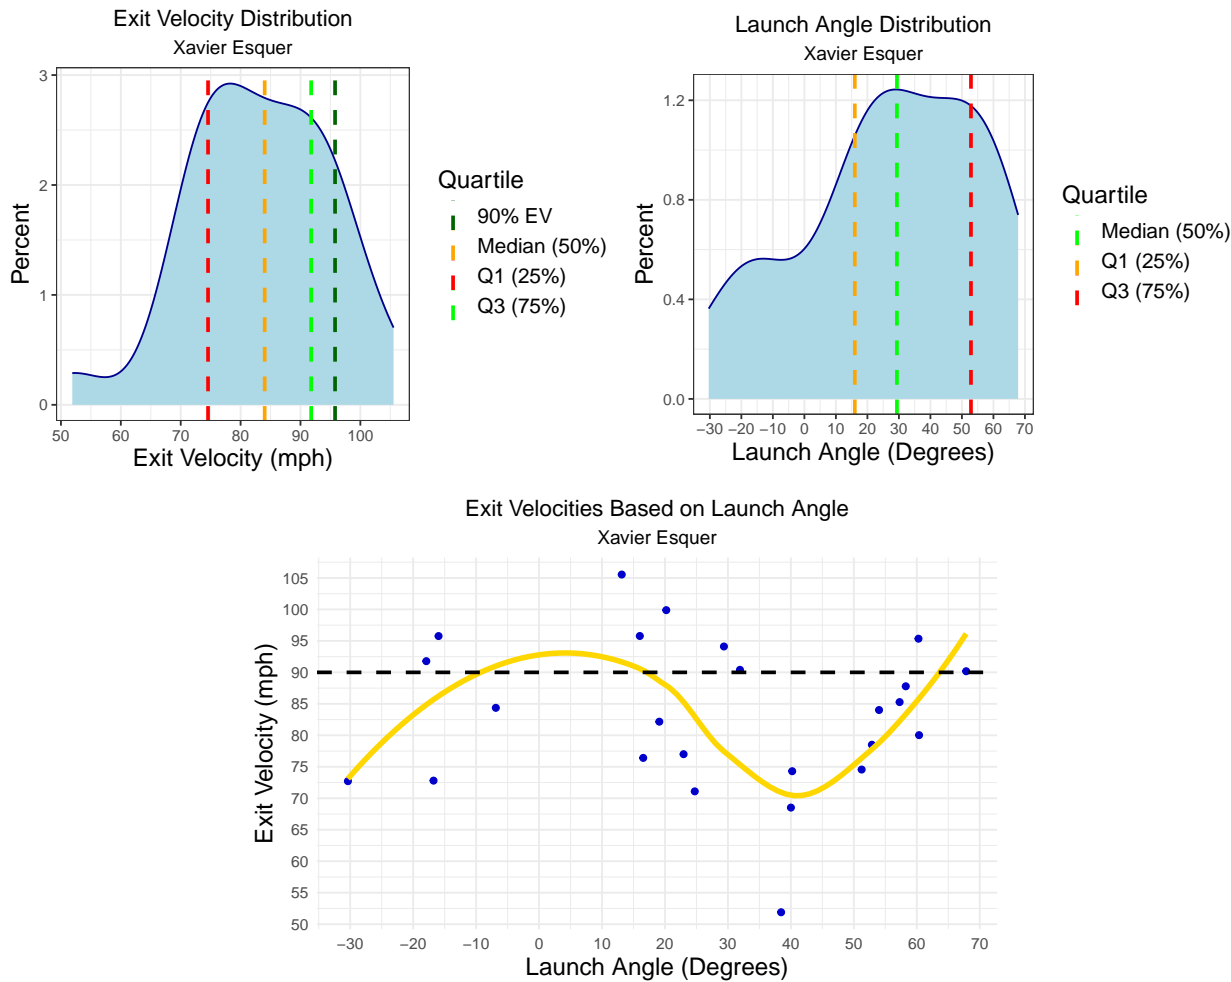 Exit Velocity Distribution
Xavier Esquer
3
2
1
0
Percent
50 60 70 80 90 100
Exit Velocity (mph)
Quartile
90% EV
Median (50%)
Q1 (25%)
Q3 (75%)
Launch Angle Distribution
Xavier Esquer
1.2
0.8
0.4
0.0
Percent
−30 −20 −10 0 10 20 30 40 50 60 70
Launch Angle (Degrees)
Quartile
Median (50%)
Q1 (25%)
Q3 (75%)
Exit Velocities Based on Launch Angle
Xavier Esquer
105
100
95
90
85
80
75
70
65
60
55
50
Exit Velocity (mph)
−30 −20 −10 0 10 20 30 40 50 60 70
Launch Angle (Degrees)